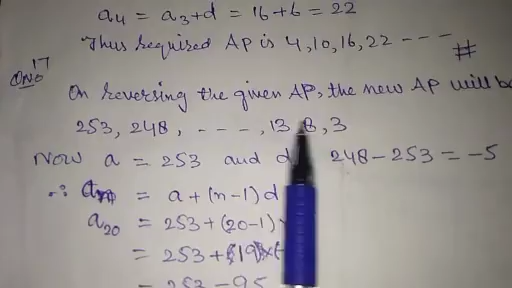 a4 = a3+d = 16+6 = 22
Thus required AP is 4,10,16,22 --- #
Qno 17
On reversing the given AP, the new AP will be
253, 248, ----, 13, 8, 3
Now a = 253 and d 248-253 = -5
∴ an = a+(n-1)d
a20 = 253+(20-1)
= 253+(19)×(-
= 253-95